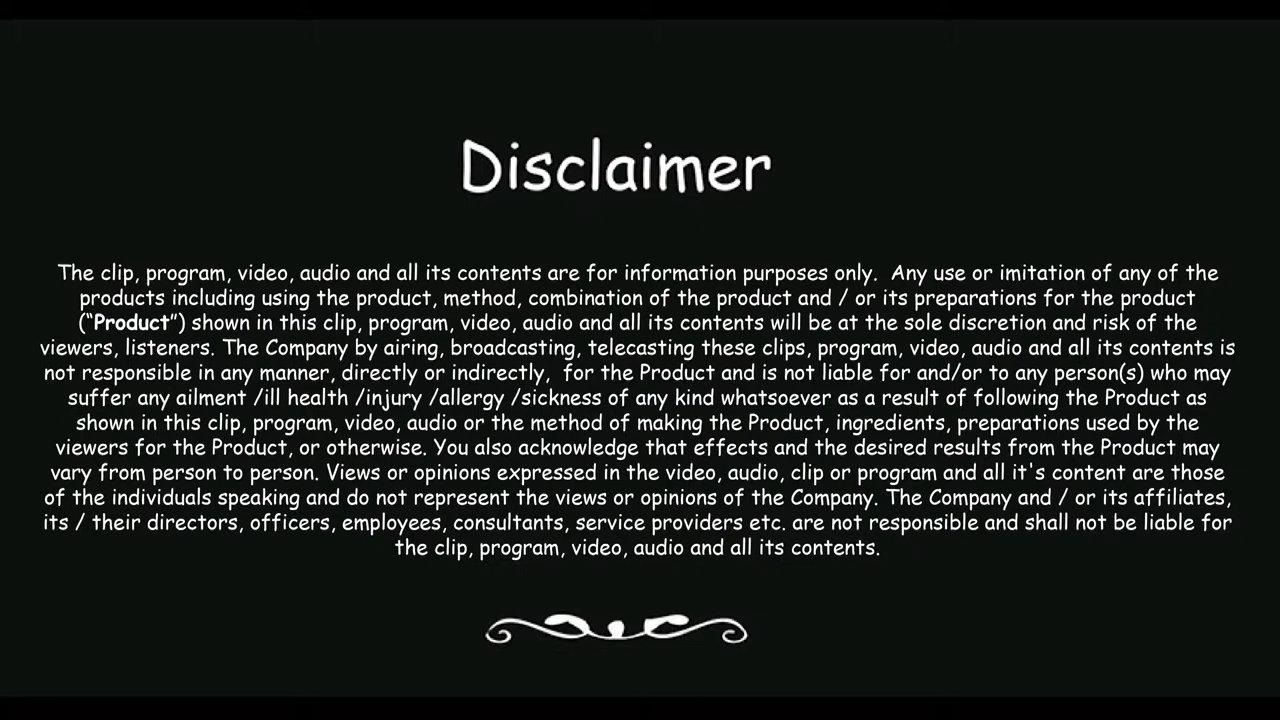 Disclaimer
The clip, program, video, audio and all its contents are for information purposes only.  Any use or imitation of any of the
products including using the product, method, combination of the product and / or its preparations for the product
(“Product”) shown in this clip, program, video, audio and all its contents will be at the sole discretion and risk of the
viewers, listeners. The Company by airing, broadcasting, telecasting these clips, program, video, audio and all its contents is
not responsible in any manner, directly or indirectly,  for the Product and is not liable for and/or to any person(s) who may
suffer any ailment /ill health /injury /allergy /sickness of any kind whatsoever as a result of following the Product as
shown in this clip, program, video, audio or the method of making the Product, ingredients, preparations used by the
viewers for the Product, or otherwise. You also acknowledge that effects and the desired results from the Product may
vary from person to person. Views or opinions expressed in the video, audio, clip or program and all it's content are those
of the individuals speaking and do not represent the views or opinions of the Company. The Company and / or its affiliates,
its / their directors, officers, employees, consultants, service providers etc. are not responsible and shall not be liable for
the clip, program, video, audio and all its contents.